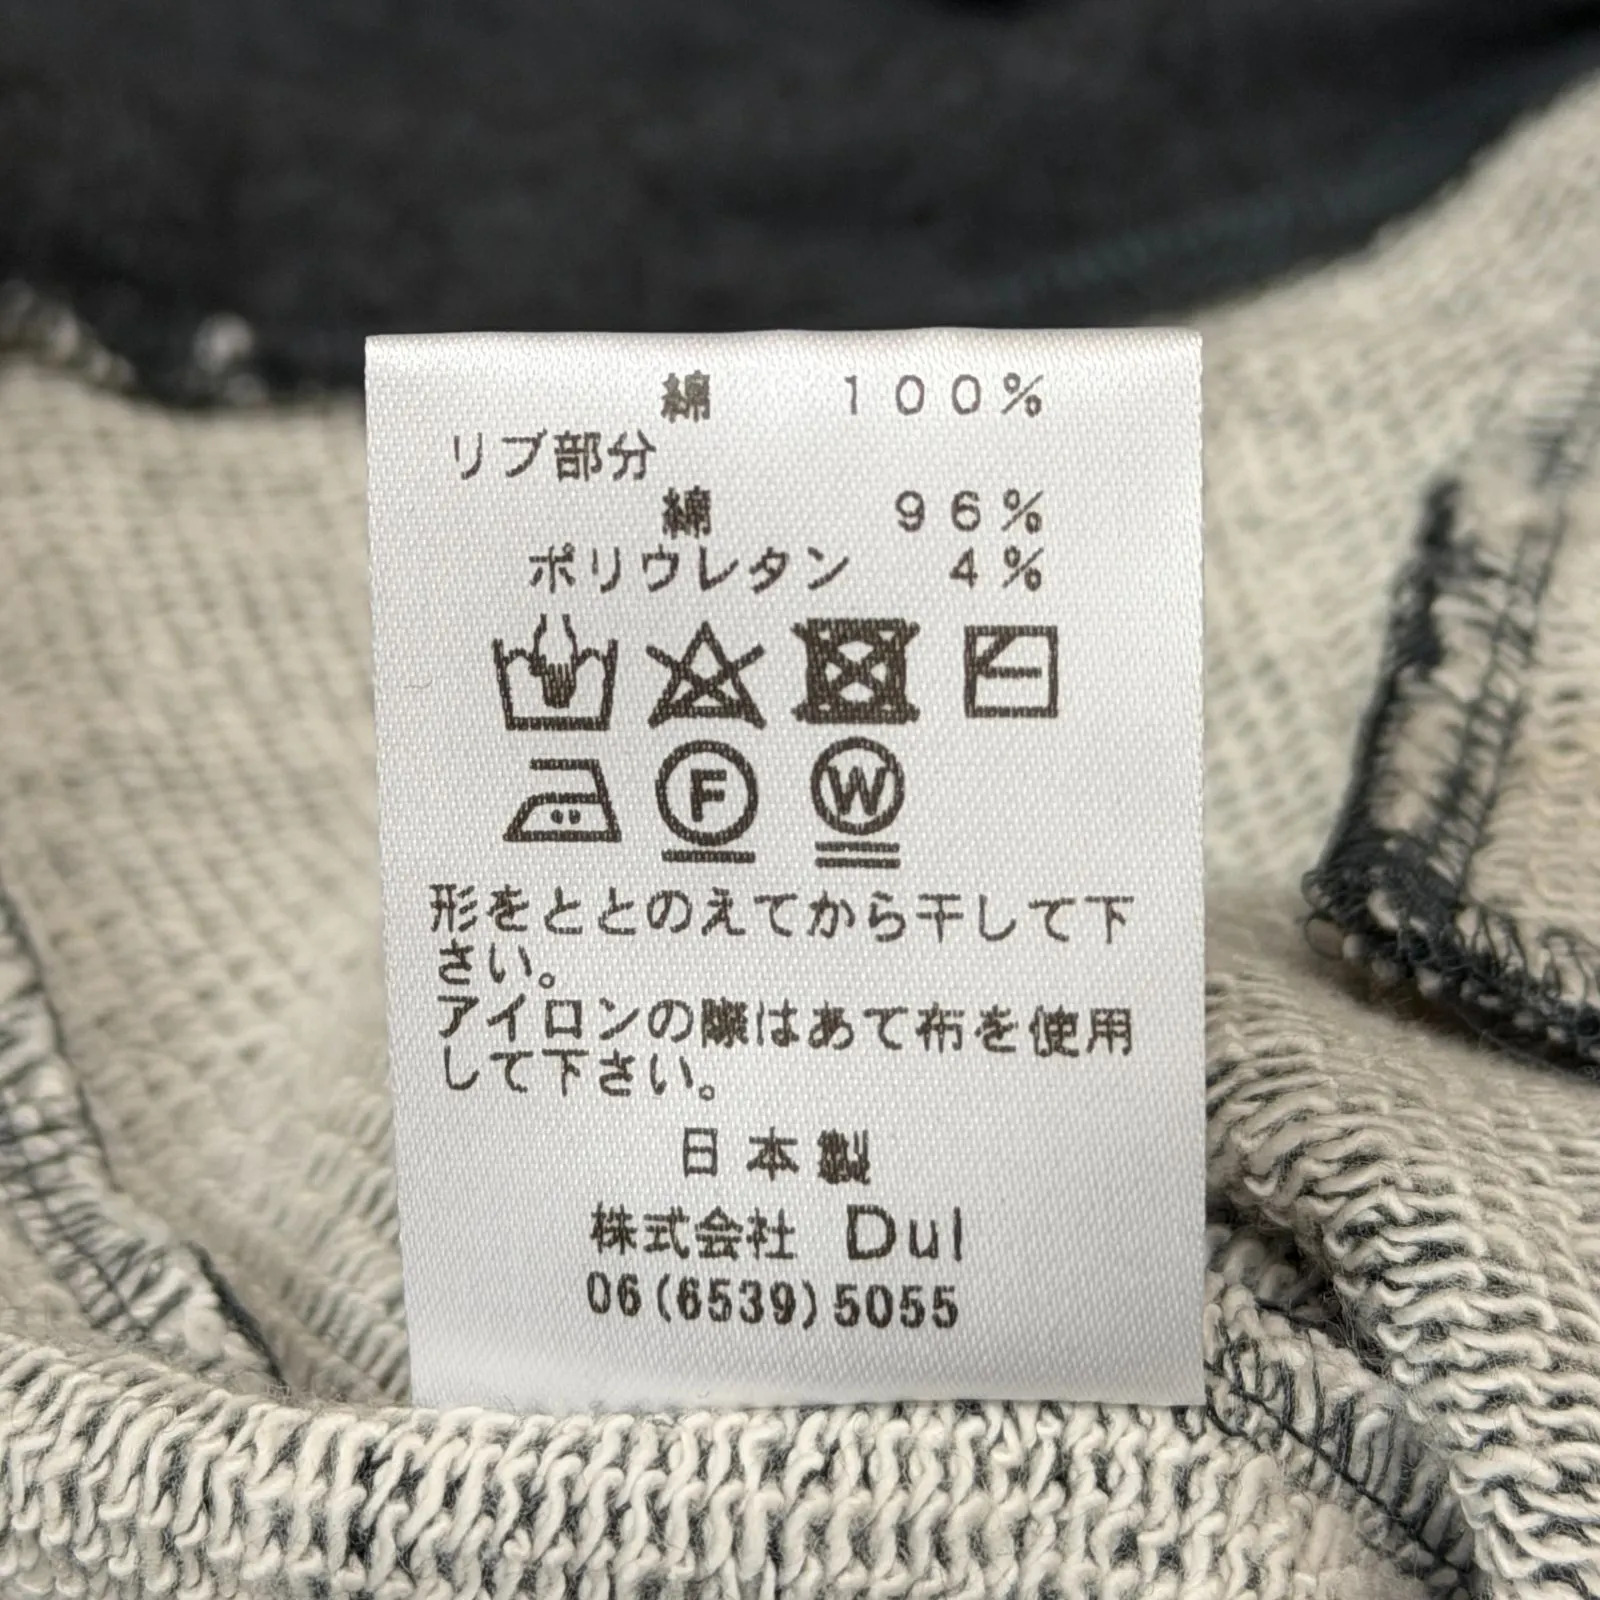 綿 100%
リブ部分
綿 96%
ポリウレタン 4%
F W
形をととのえてから干して下
さい。
アイロンの際はあて布を使用
して下さい。
日本製
株式会社 Dul
06(6539)5055